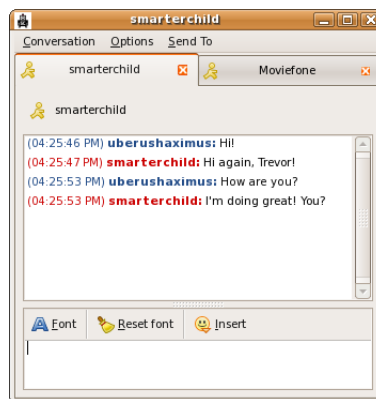 smarterchild
Conversation Options Send To
smarterchild Moviefone
smarterchild
(04:25:46 PM) uberushaximus: Hi!
(04:25:47 PM) smarterchild: Hi again, Trevor!
(04:25:53 PM) uberushaximus: How are you?
(04:25:53 PM) smarterchild: I'm doing great! You?
Font Reset font Insert